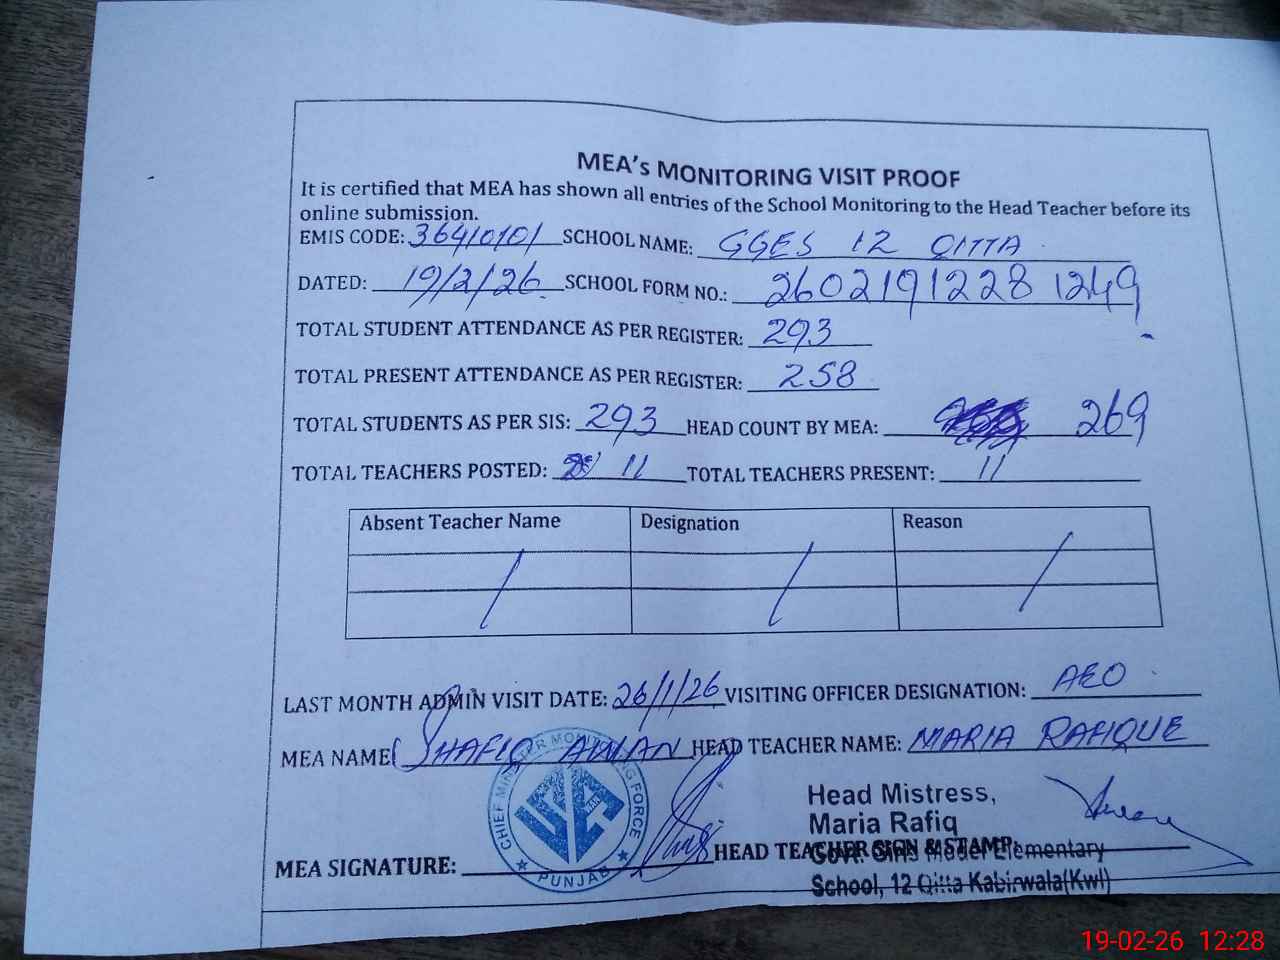 MEA's MONITORING VISIT PROOF
It is certified that MEA has shown all entries of the School Monitoring to the Head Teacher before its
online submission.
EMIS CODE: 36410101 SCHOOL NAME: GGES 12 QITTA
DATED: 19/2/26 SCHOOL FORM NO.: 26021912281249
TOTAL STUDENT ATTENDANCE AS PER REGISTER: 293
TOTAL PRESENT ATTENDANCE AS PER REGISTER: 258
TOTAL STUDENTS AS PER SIS: 293 HEAD COUNT BY MEA: 269
TOTAL TEACHERS POSTED: 11 TOTAL TEACHERS PRESENT: 11
Absent Teacher Name Designation Reason
LAST MONTH ADMIN VISIT DATE: 26/1/26 VISITING OFFICER DESIGNATION: AEO
MEA NAME SHAFIQ AWAN HEAD TEACHER NAME: MARIA RAFIQUE
CHIEF MINISTER MONITORING FORCE
PUNJAB
Head Mistress,
Maria Rafiq
MEA SIGNATURE: HEAD TEACHER SIGN & STAMP:
Govt. Girls Model Elementary
School, 12 Qitta Kabirwala(Kwl)
19-02-26 12:28